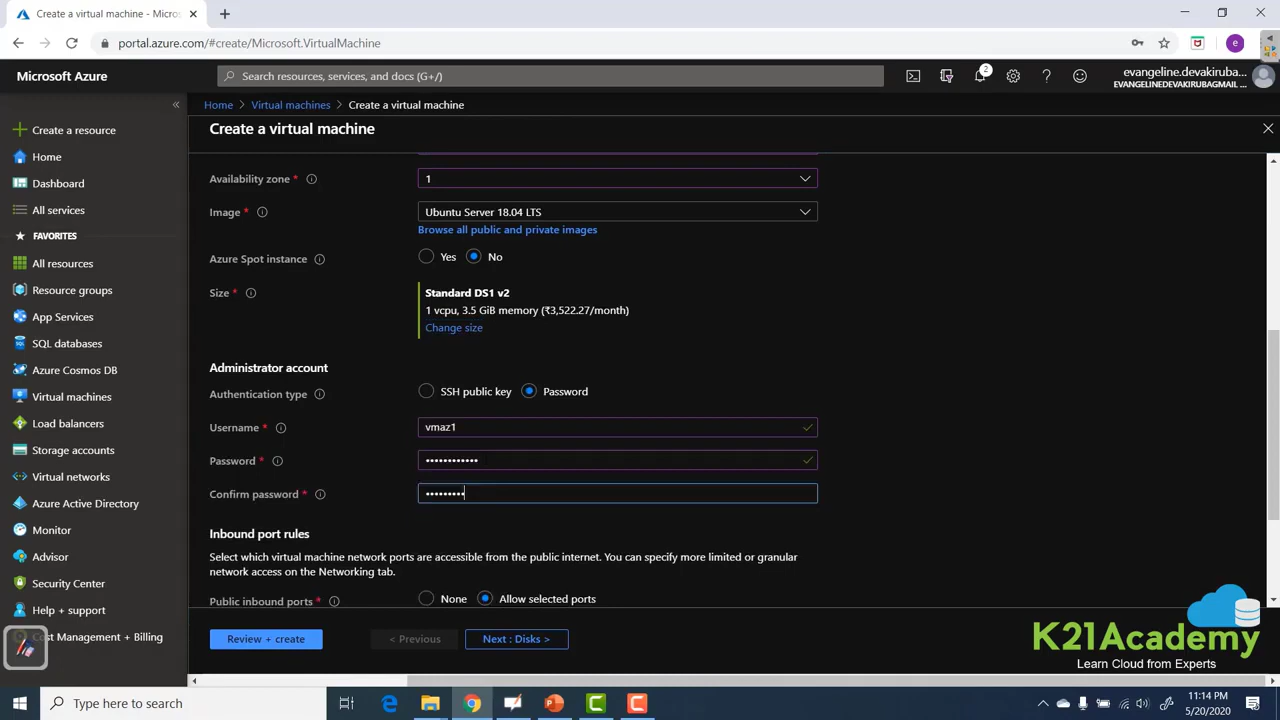 Create a virtual machine - Micros
portal.azure.com/#create/Microsoft.VirtualMachine
e
Microsoft Azure
Search resources, services, and docs (G+/)
2
evangeline.devakiruba...
EVANGELINEDEVAKIRUBAGMAIL ...
Home > Virtual machines > Create a virtual machine
Create a virtual machine
Create a resource
Home
Dashboard
All services
FAVORITES
All resources
Resource groups
App Services
SQL databases
Azure Cosmos DB
Virtual machines
Load balancers
Storage accounts
Virtual networks
Azure Active Directory
Monitor
Advisor
Security Center
Help + support
Cost Management + Billing
Availability zone *
1
Image *
Ubuntu Server 18.04 LTS
Browse all public and private images
Azure Spot instance
Yes No
Size *
Standard DS1 v2
1 vcpu, 3.5 GiB memory (₹3,522.27/month)
Change size
Administrator account
Authentication type
SSH public key Password
Username *
vmaz1
Password *
••••••••••••
Confirm password *
•••••••••
Inbound port rules
Select which virtual machine network ports are accessible from the public internet. You can specify more limited or granular
network access on the Networking tab.
Public inbound ports *
None Allow selected ports
Review + create
< Previous
Next : Disks >
K21Academy
Learn Cloud from Experts
Type here to search
11:14 PM
5/20/2020